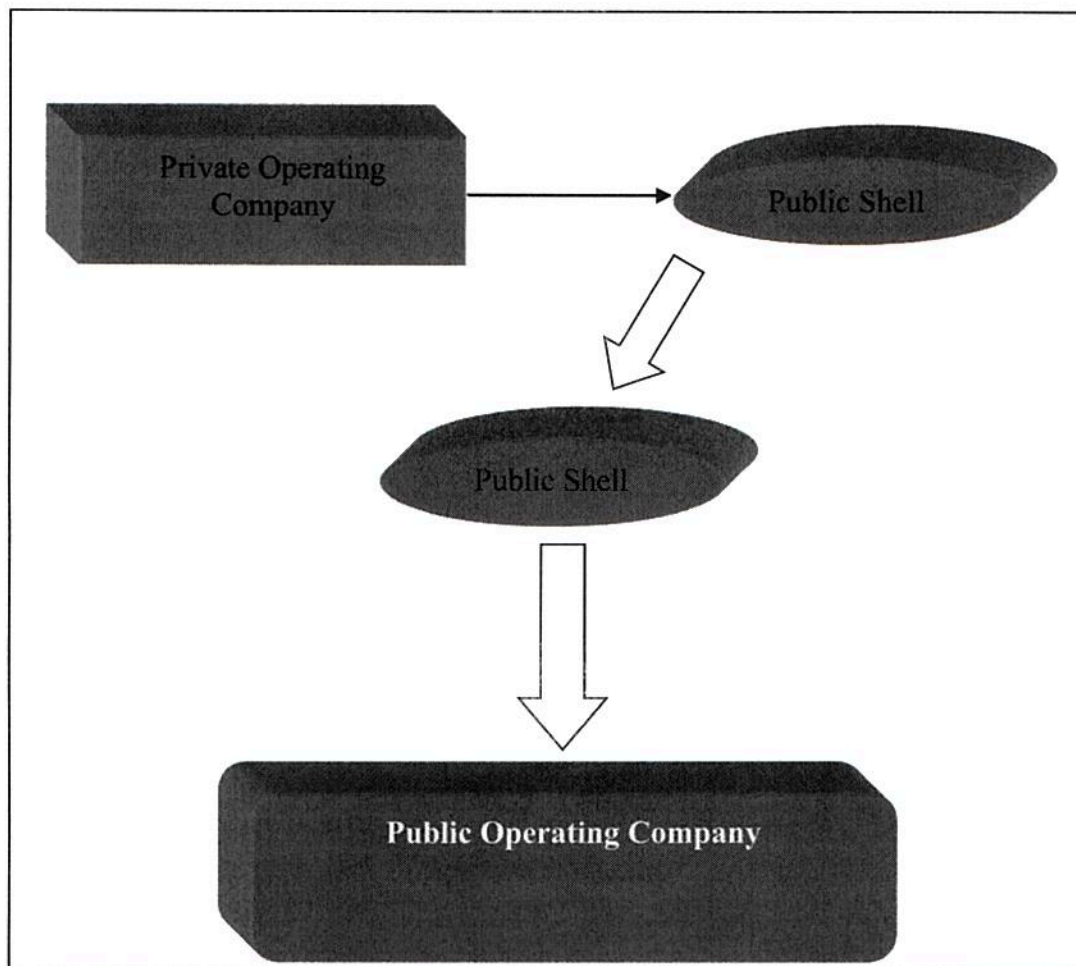 Private Operating
Company
Public Shell
Public Shell
Public Operating Company